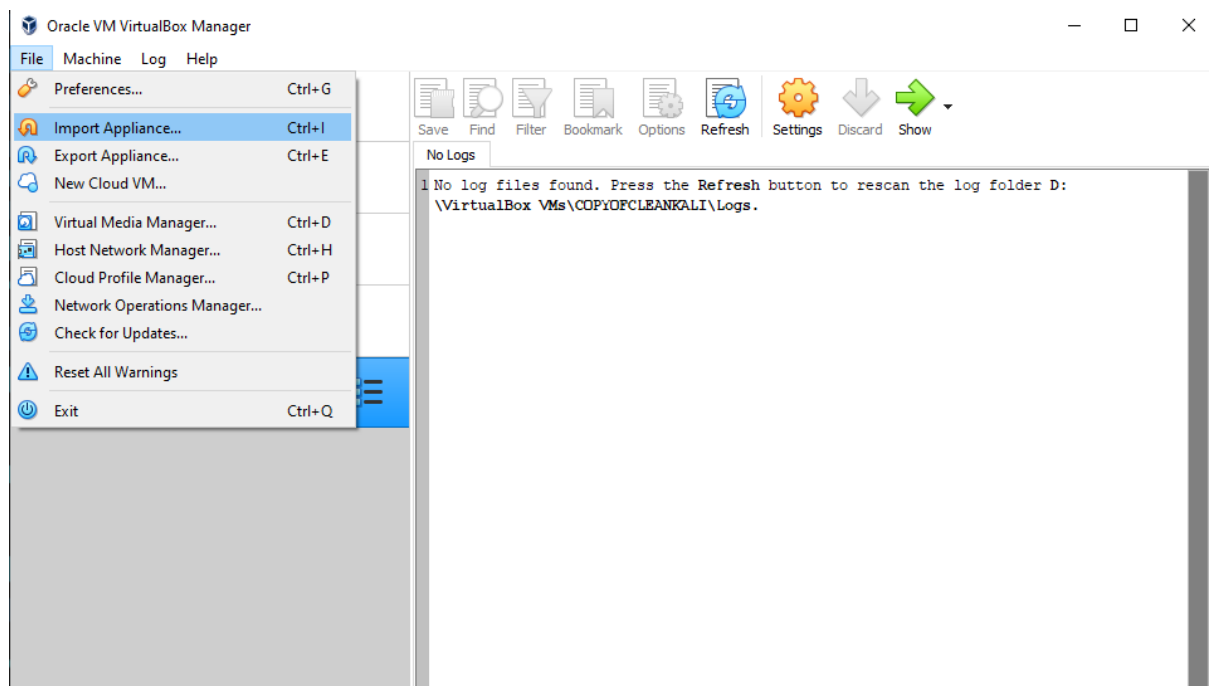 Oracle VM VirtualBox Manager
File Machine Log Help
Preferences... Ctrl+G
Import Appliance... Ctrl+I
Export Appliance... Ctrl+E
New Cloud VM...
Virtual Media Manager... Ctrl+D
Host Network Manager... Ctrl+H
Cloud Profile Manager... Ctrl+P
Network Operations Manager...
Check for Updates...
Reset All Warnings
Exit Ctrl+Q
Save Find Filter Bookmark Options Refresh Settings Discard Show
No Logs
1 No log files found. Press the Refresh button to rescan the log folder D:
\VirtualBox VMs\COPYOFCLEANKALI\Logs.